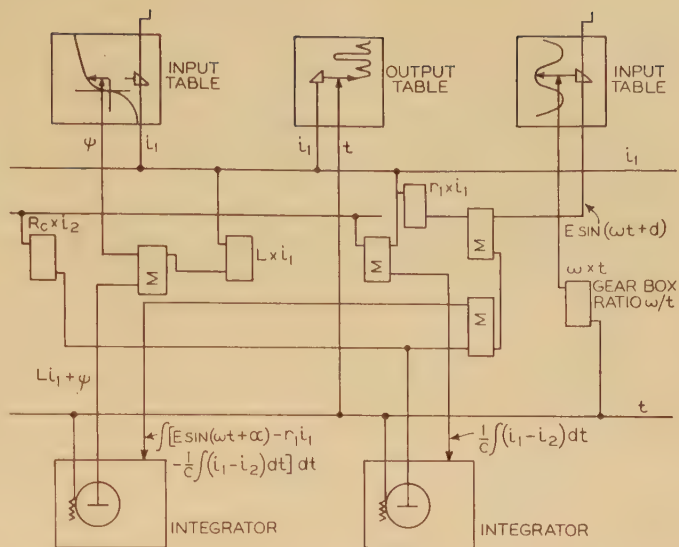 INPUT
TABLE
OUTPUT
TABLE
INPUT
TABLE
ψ
i₁
i₁
t
i₁
R_c×i₂
r₁×i₁
M
L×i₁
M
M
E SIN(ωt+d)
ω×t
GEAR BOX
RATIO ω/t
M
Li₁+ψ
t
∫[E SIN(ωt+α)−r₁i₁
−1/C∫(i₁−i₂)dt]dt
1/C∫(i₁−i₂)dt
INTEGRATOR
INTEGRATOR